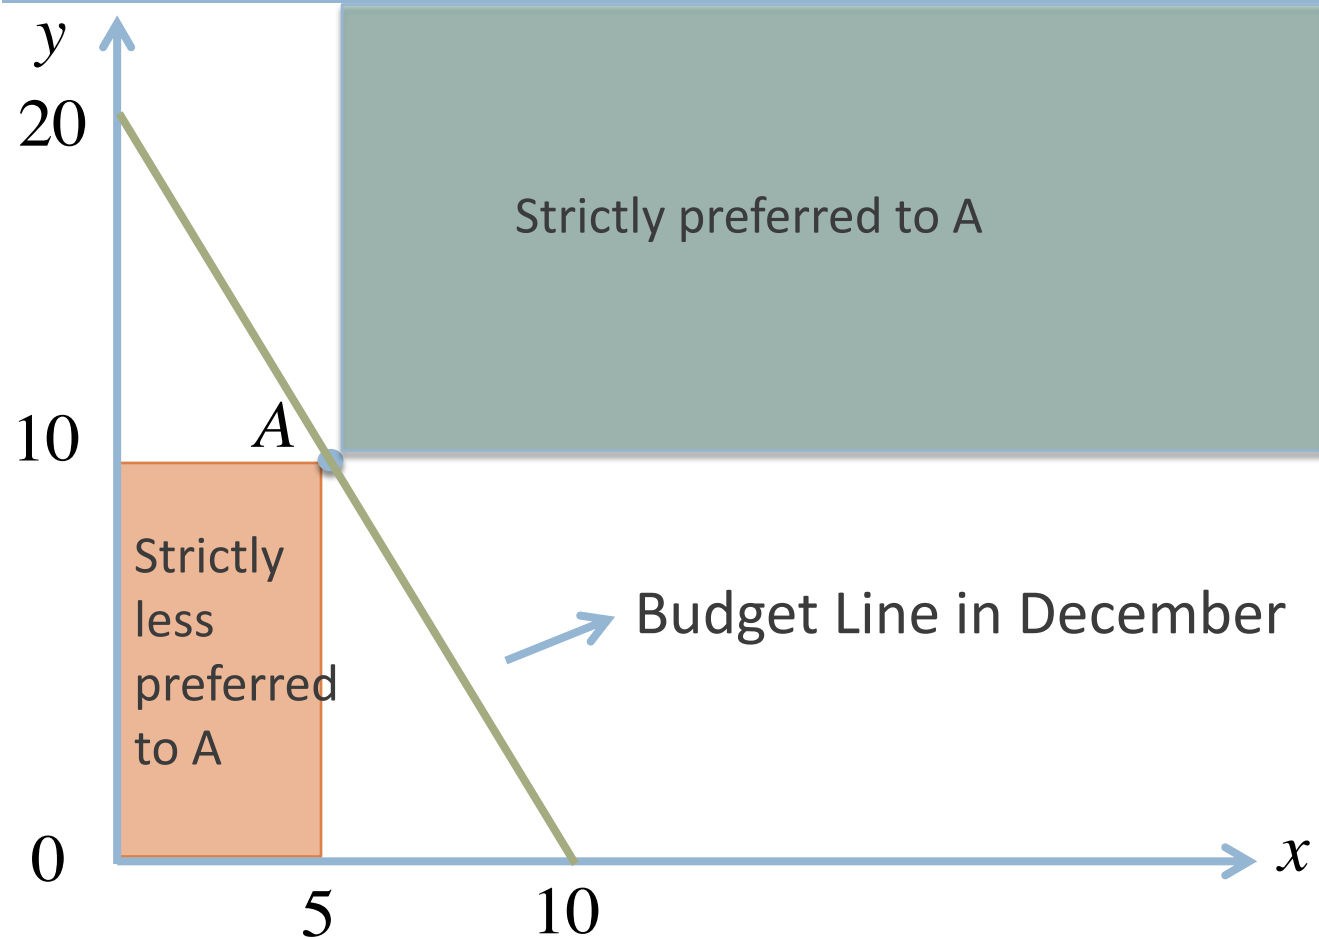 y
20
Strictly preferred to A
10
A
Strictly
less
preferred
to A
Budget Line in December
0
x
5
10